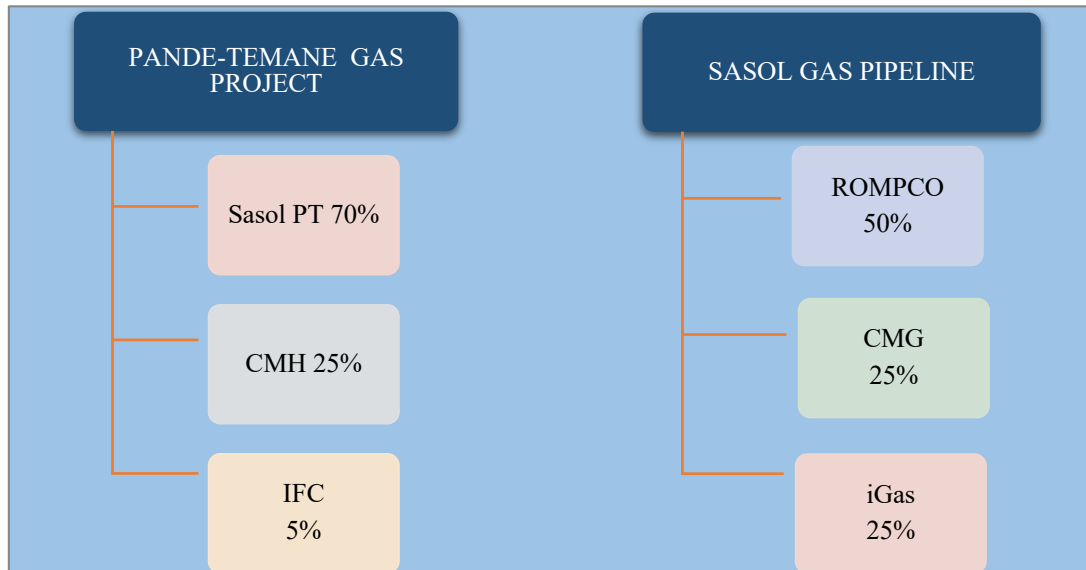 PANDE-TEMANE GAS
PROJECT
Sasol PT 70%
CMH 25%
IFC
5%
SASOL GAS PIPELINE
ROMPCO
50%
CMG
25%
iGas
25%